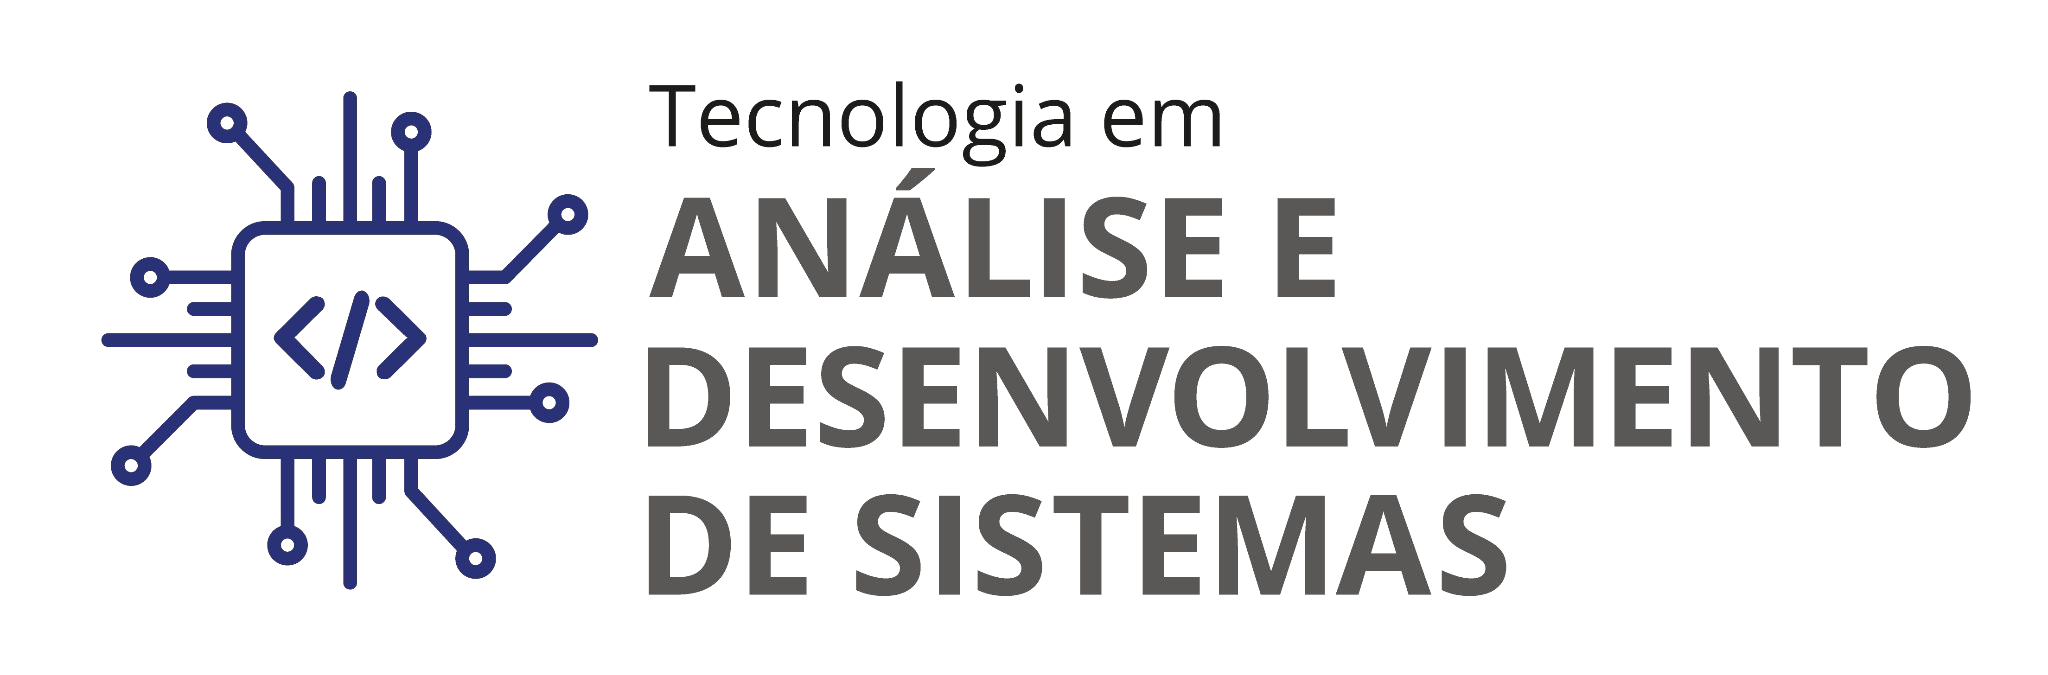 Tecnologia em
ANÁLISE E
DESENVOLVIMENTO
DE SISTEMAS
</>